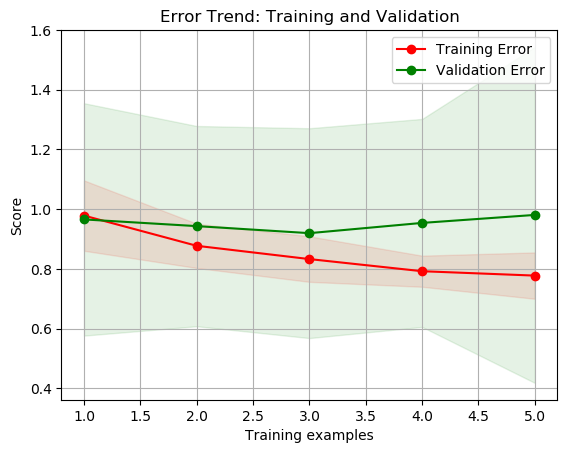 Error Trend: Training and Validation
Training Error
Validation Error
1.6
1.4
1.2
1.0
0.8
0.6
0.4
Score
1.0 1.5 2.0 2.5 3.0 3.5 4.0 4.5 5.0
Training examples